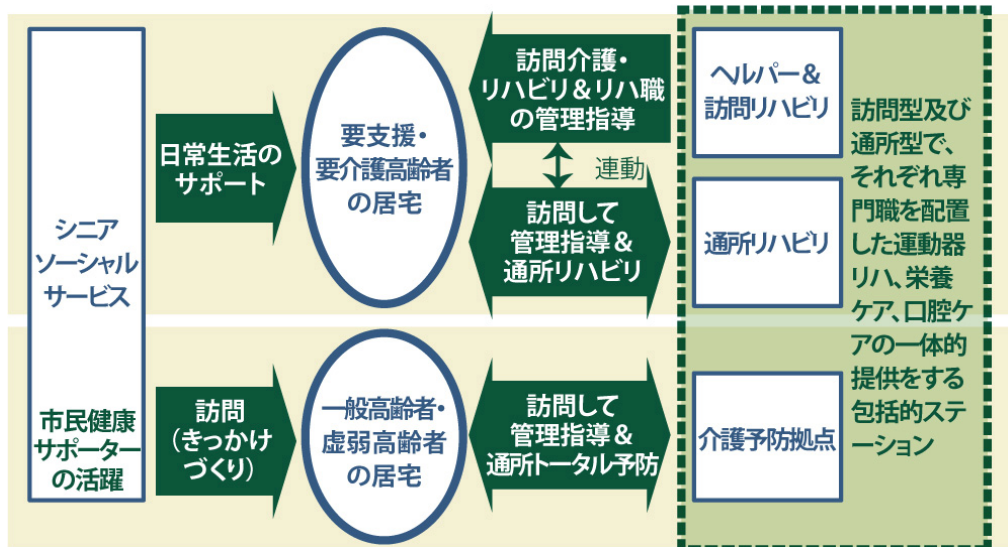 シニア
ソーシャル
サービス
市民健康
サポーター
の活躍
日常生活の
サポート
要支援・
要介護高齢者
の居宅
訪問介護・
リハビリ＆リハ職
の管理指導
連動
訪問して
管理指導＆
通所リハビリ
ヘルパー＆
訪問リハビリ
通所リハビリ
訪問
(きっかけ
づくり)
一般高齢者・
虚弱高齢者
の居宅
訪問して
管理指導＆
通所トータル予防
介護予防拠点
訪問型及び
通所型で、
それぞれ専
門職を配置
した運動器
リハ、栄養
ケア、口腔ケ
アの一体的
提供をする
包括的ステ
ーション